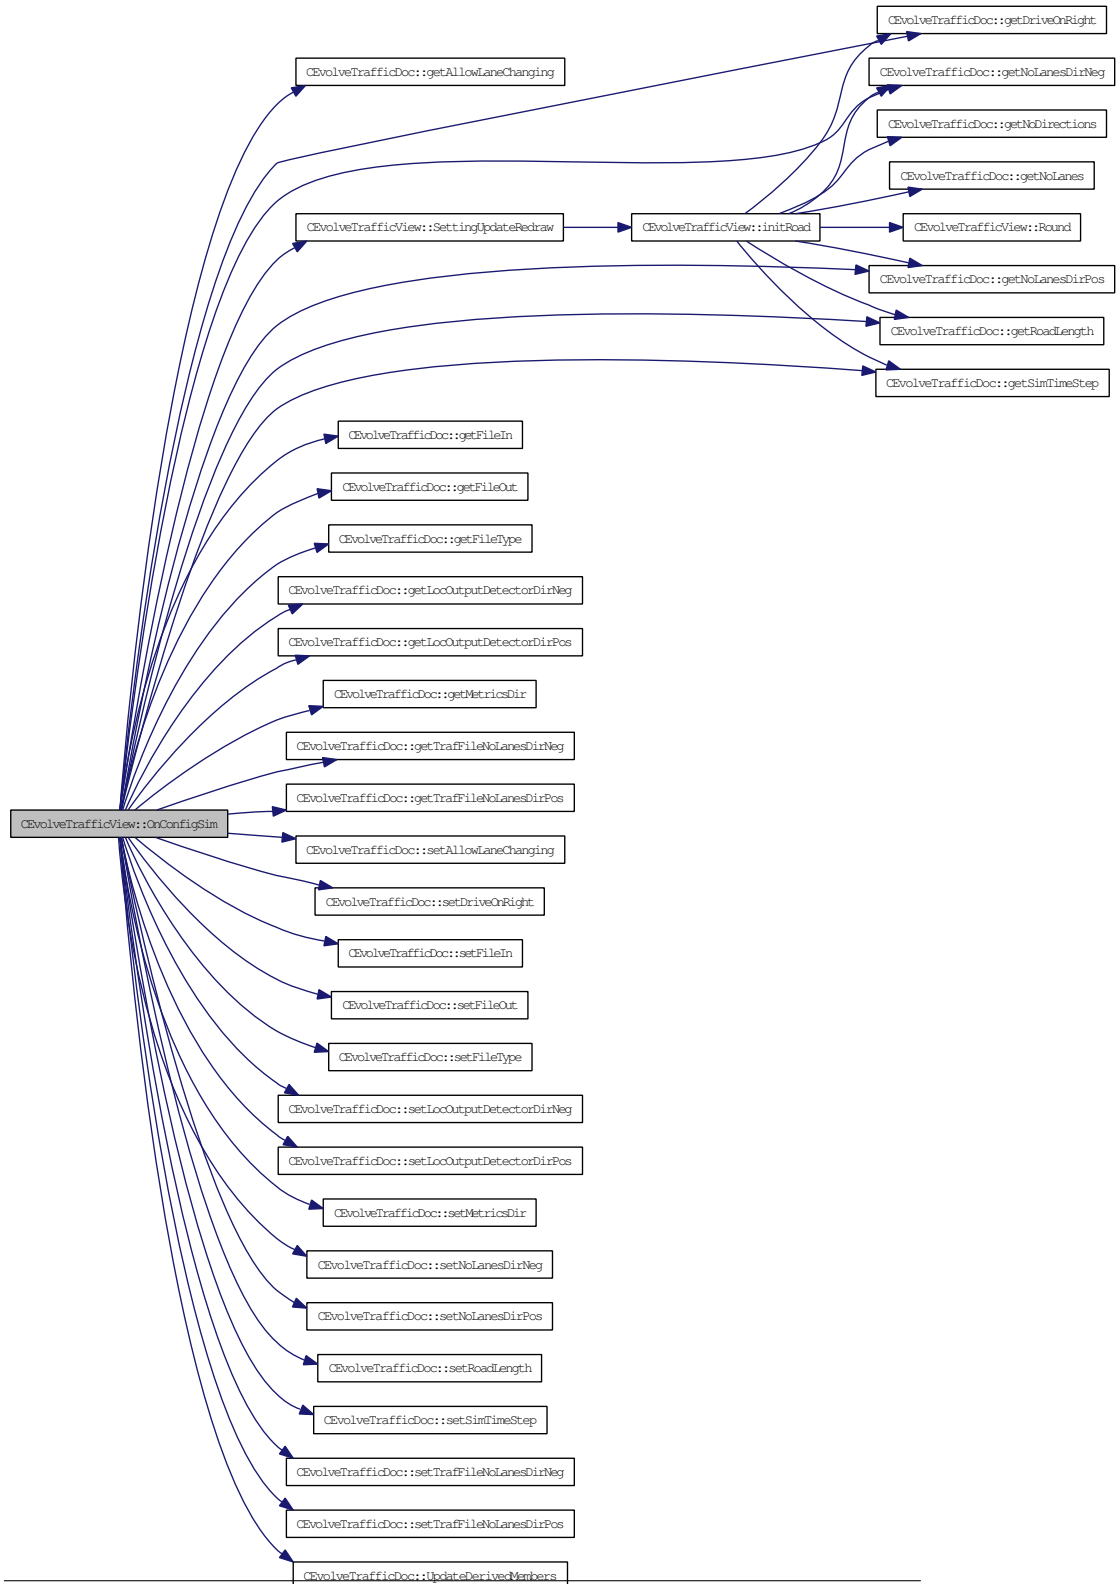 CEvolveTrafficDoc::getDriveOnRight
CEvolveTrafficDoc::getAllowLaneChanging
CEvolveTrafficDoc::getNoLanesDirNeg
CEvolveTrafficDoc::getNoDirections
CEvolveTrafficDoc::getNoLanes
CEvolveTrafficView::SettingUpdateRedraw
CEvolveTrafficView::initRoad
CEvolveTrafficView::Round
CEvolveTrafficDoc::getNoLanesDirPos
CEvolveTrafficDoc::getRoadLength
CEvolveTrafficDoc::getSimTimeStep
CEvolveTrafficDoc::getFileIn
CEvolveTrafficDoc::getFileOut
CEvolveTrafficDoc::getFileType
CEvolveTrafficDoc::getLocOutputDetectorDirNeg
CEvolveTrafficDoc::getLocOutputDetectorDirPos
CEvolveTrafficDoc::getMetricsDir
CEvolveTrafficDoc::getTrafFileNoLanesDirNeg
CEvolveTrafficDoc::getTrafFileNoLanesDirPos
CEvolveTrafficView::OnConfigSim
CEvolveTrafficDoc::setAllowLaneChanging
CEvolveTrafficDoc::setDriveOnRight
CEvolveTrafficDoc::setFileIn
CEvolveTrafficDoc::setFileOut
CEvolveTrafficDoc::setFileType
CEvolveTrafficDoc::setLocOutputDetectorDirNeg
CEvolveTrafficDoc::setLocOutputDetectorDirPos
CEvolveTrafficDoc::setMetricsDir
CEvolveTrafficDoc::setNoLanesDirNeg
CEvolveTrafficDoc::setNoLanesDirPos
CEvolveTrafficDoc::setRoadLength
CEvolveTrafficDoc::setSimTimeStep
CEvolveTrafficDoc::setTrafFileNoLanesDirNeg
CEvolveTrafficDoc::setTrafFileNoLanesDirPos
CEvolveTrafficDoc::UpdateDerivedMembers